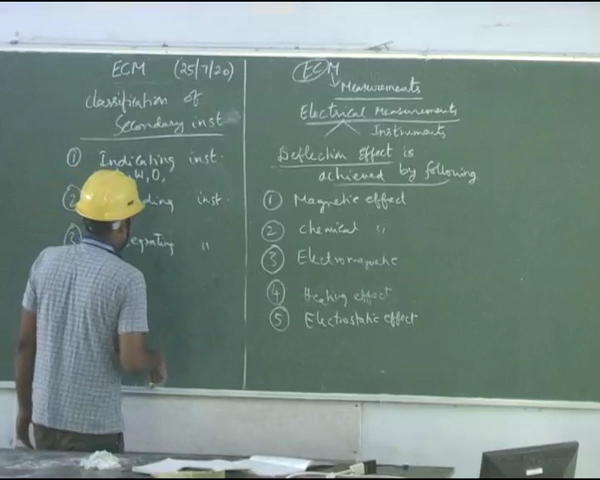 ECM (25/7/20)
Classification of
Secondary inst
① Indicating inst.
W, O,
② ding inst.
③ egrating "
ECM
Measurements
Electrical Measurements
Instruments
Deflection Effect is
achieved by following
① Magnetic effect
② chemical "
③ Electromagnetic
④ Heating effect
⑤ Electrostatic effect